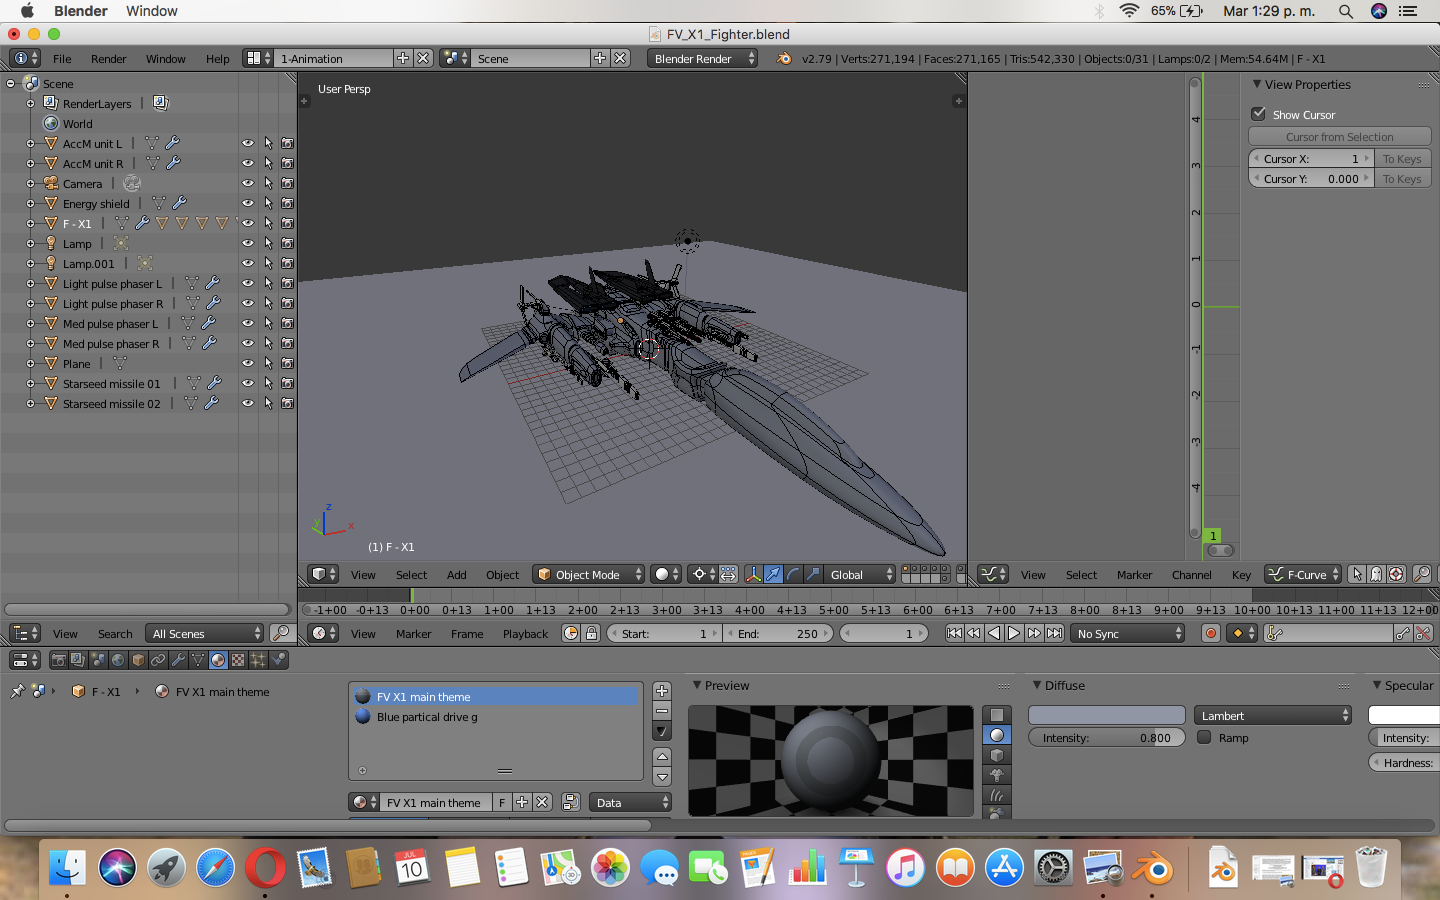 Blender Window 65% Mar 1:29 p. m.
FV_X1_Fighter.blend
File Render Window Help 1-Animation Scene Blender Render v2.79 | Verts:271,194 | Faces:271,165 | Tris:542,330 | Objects:0/31 | Lamps:0/2 | Mem:54.64M | F - X1
Scene
RenderLayers |
World
AccM unit L |
AccM unit R |
Camera |
Energy shield |
F - X1 |
Lamp |
Lamp.001 |
Light pulse phaser L |
Light pulse phaser R |
Med pulse phaser L |
Med pulse phaser R |
Plane |
Starseed missile 01 |
Starseed missile 02 |
View Search All Scenes
User Persp
z
y x
(1) F - X1
View Select Add Object Object Mode Global
4
3
2
1
0
-1
-2
-3
-4
1
View Properties
Show Cursor
Cursor from Selection
Cursor X: 1 To Keys
Cursor Y: 0.000 To Keys
View Select Marker Channel Key F-Curve
-1+00 -0+13 0+00 0+13 1+00 1+13 2+00 2+13 3+00 3+13 4+00 4+13 5+00 5+13 6+00 6+13 7+00 7+13 8+00 8+13 9+00 9+13 10+00 10+13 11+00 11+13 12+00
View Marker Frame Playback Start: 1 End: 250 1 No Sync
F - X1 FV X1 main theme
FV X1 main theme
Blue partical drive g
FV X1 main theme F Data
Preview
Diffuse
Lambert
Intensity: 0.800 Ramp
Specular
Intensity:
Hardness:
JUL
10